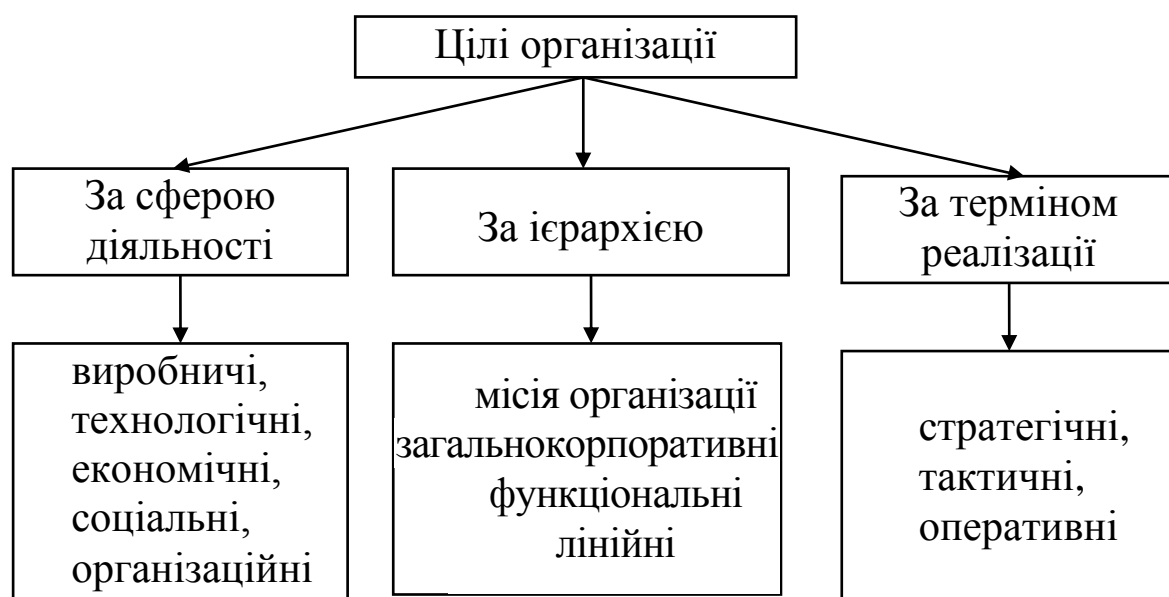 Цілі організації
За сферою
діяльності
За ієрархією
За терміном
реалізації
виробничі,
технологічні,
економічні,
соціальні,
організаційні
місія організації
загальнокорпоративні
функціональні
лінійні
стратегічні,
тактичні,
оперативні